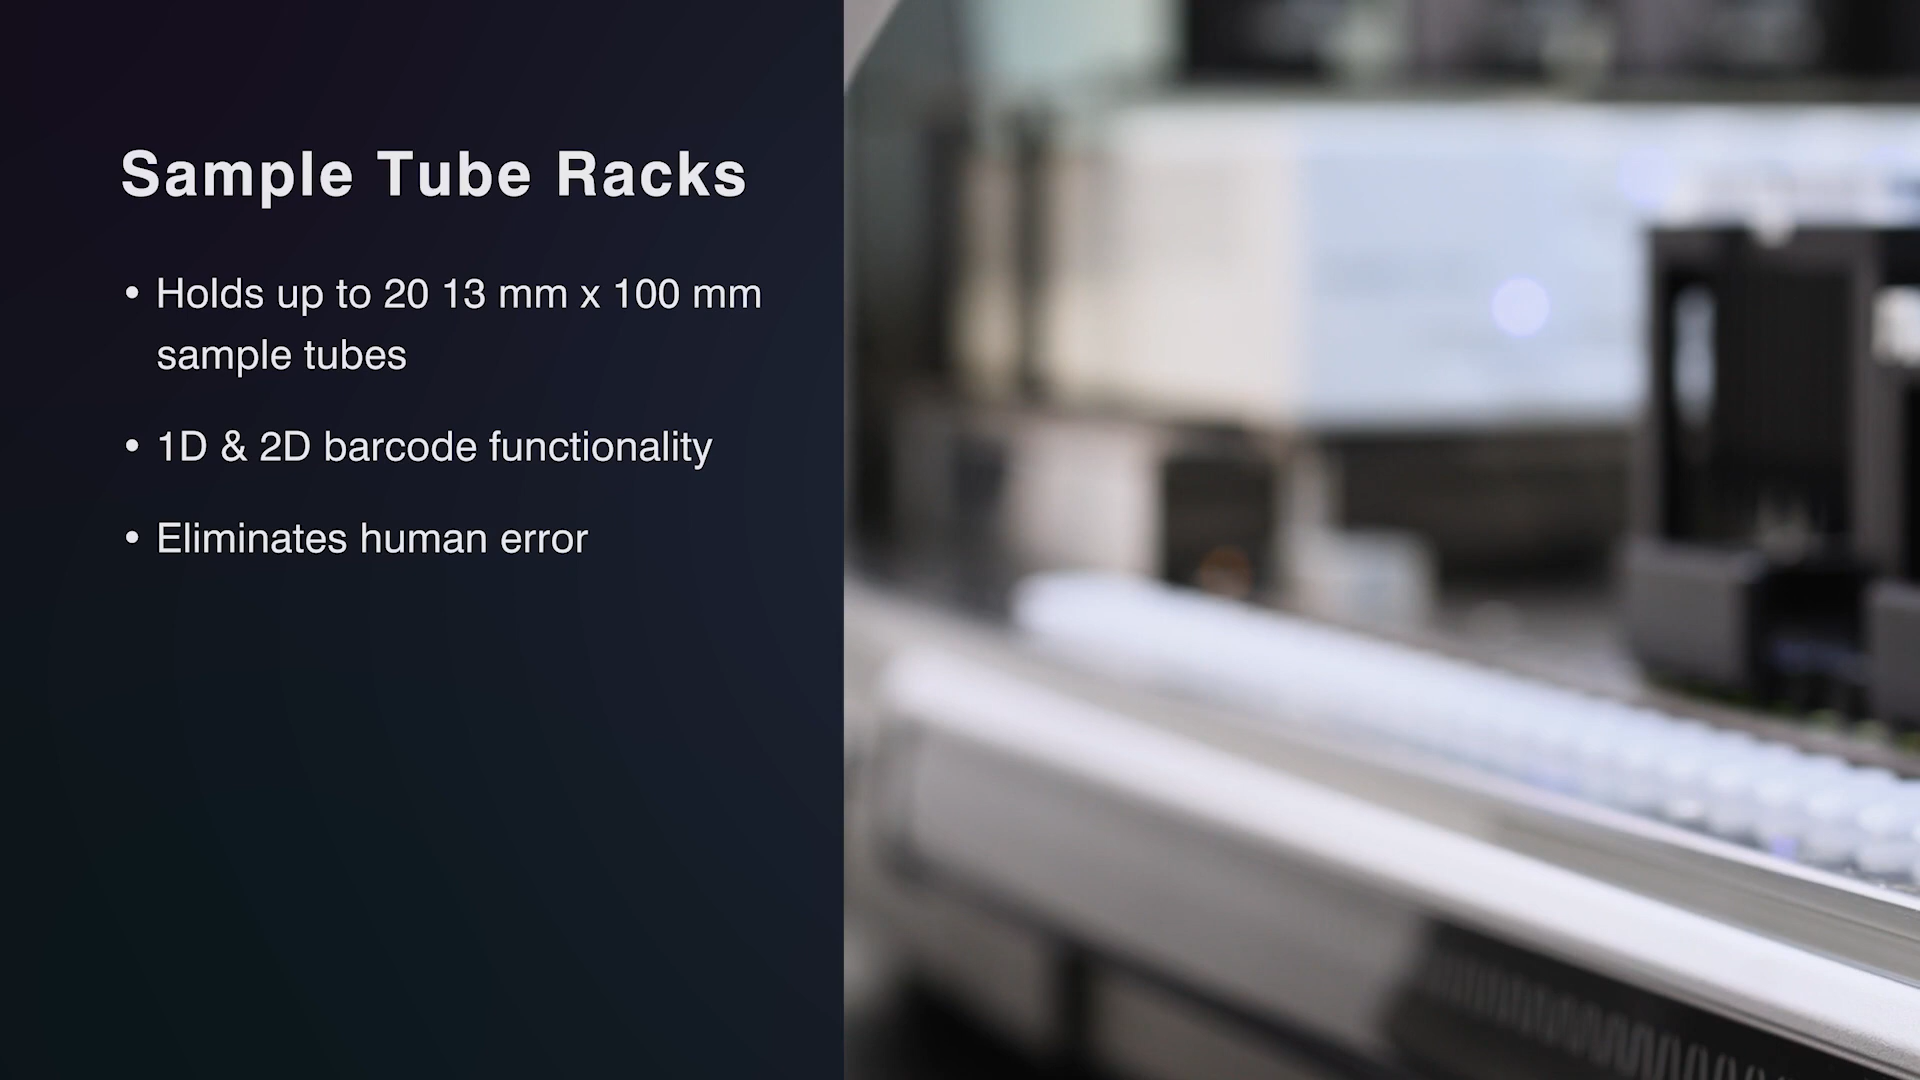 Sample Tube Racks
• Holds up to 20 13 mm x 100 mm
sample tubes
• 1D & 2D barcode functionality
• Eliminates human error